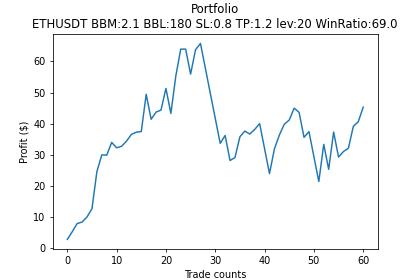 Portfolio
ETHUSDT BBM:2.1 BBL:180 SL:0.8 TP:1.2 lev:20 WinRatio:69.0
Profit ($)
60
50
40
30
20
10
0
0 10 20 30 40 50 60
Trade counts